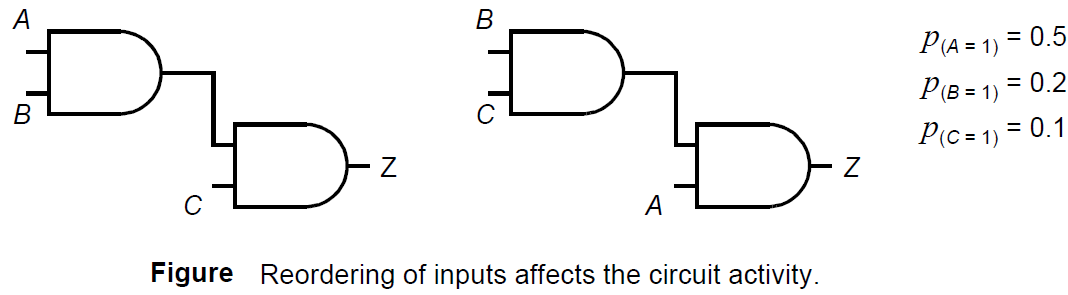 A
B
C
Z
B
C
A
Z
p(A = 1) = 0.5
p(B = 1) = 0.2
p(C = 1) = 0.1
Figure Reordering of inputs affects the circuit activity.